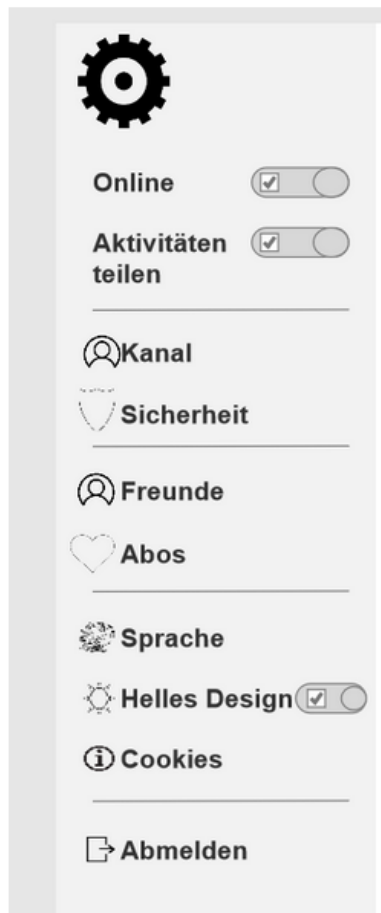 Online
Aktivitäten
teilen
Kanal
Sicherheit
Freunde
Abos
Sprache
Helles Design
Cookies
Abmelden